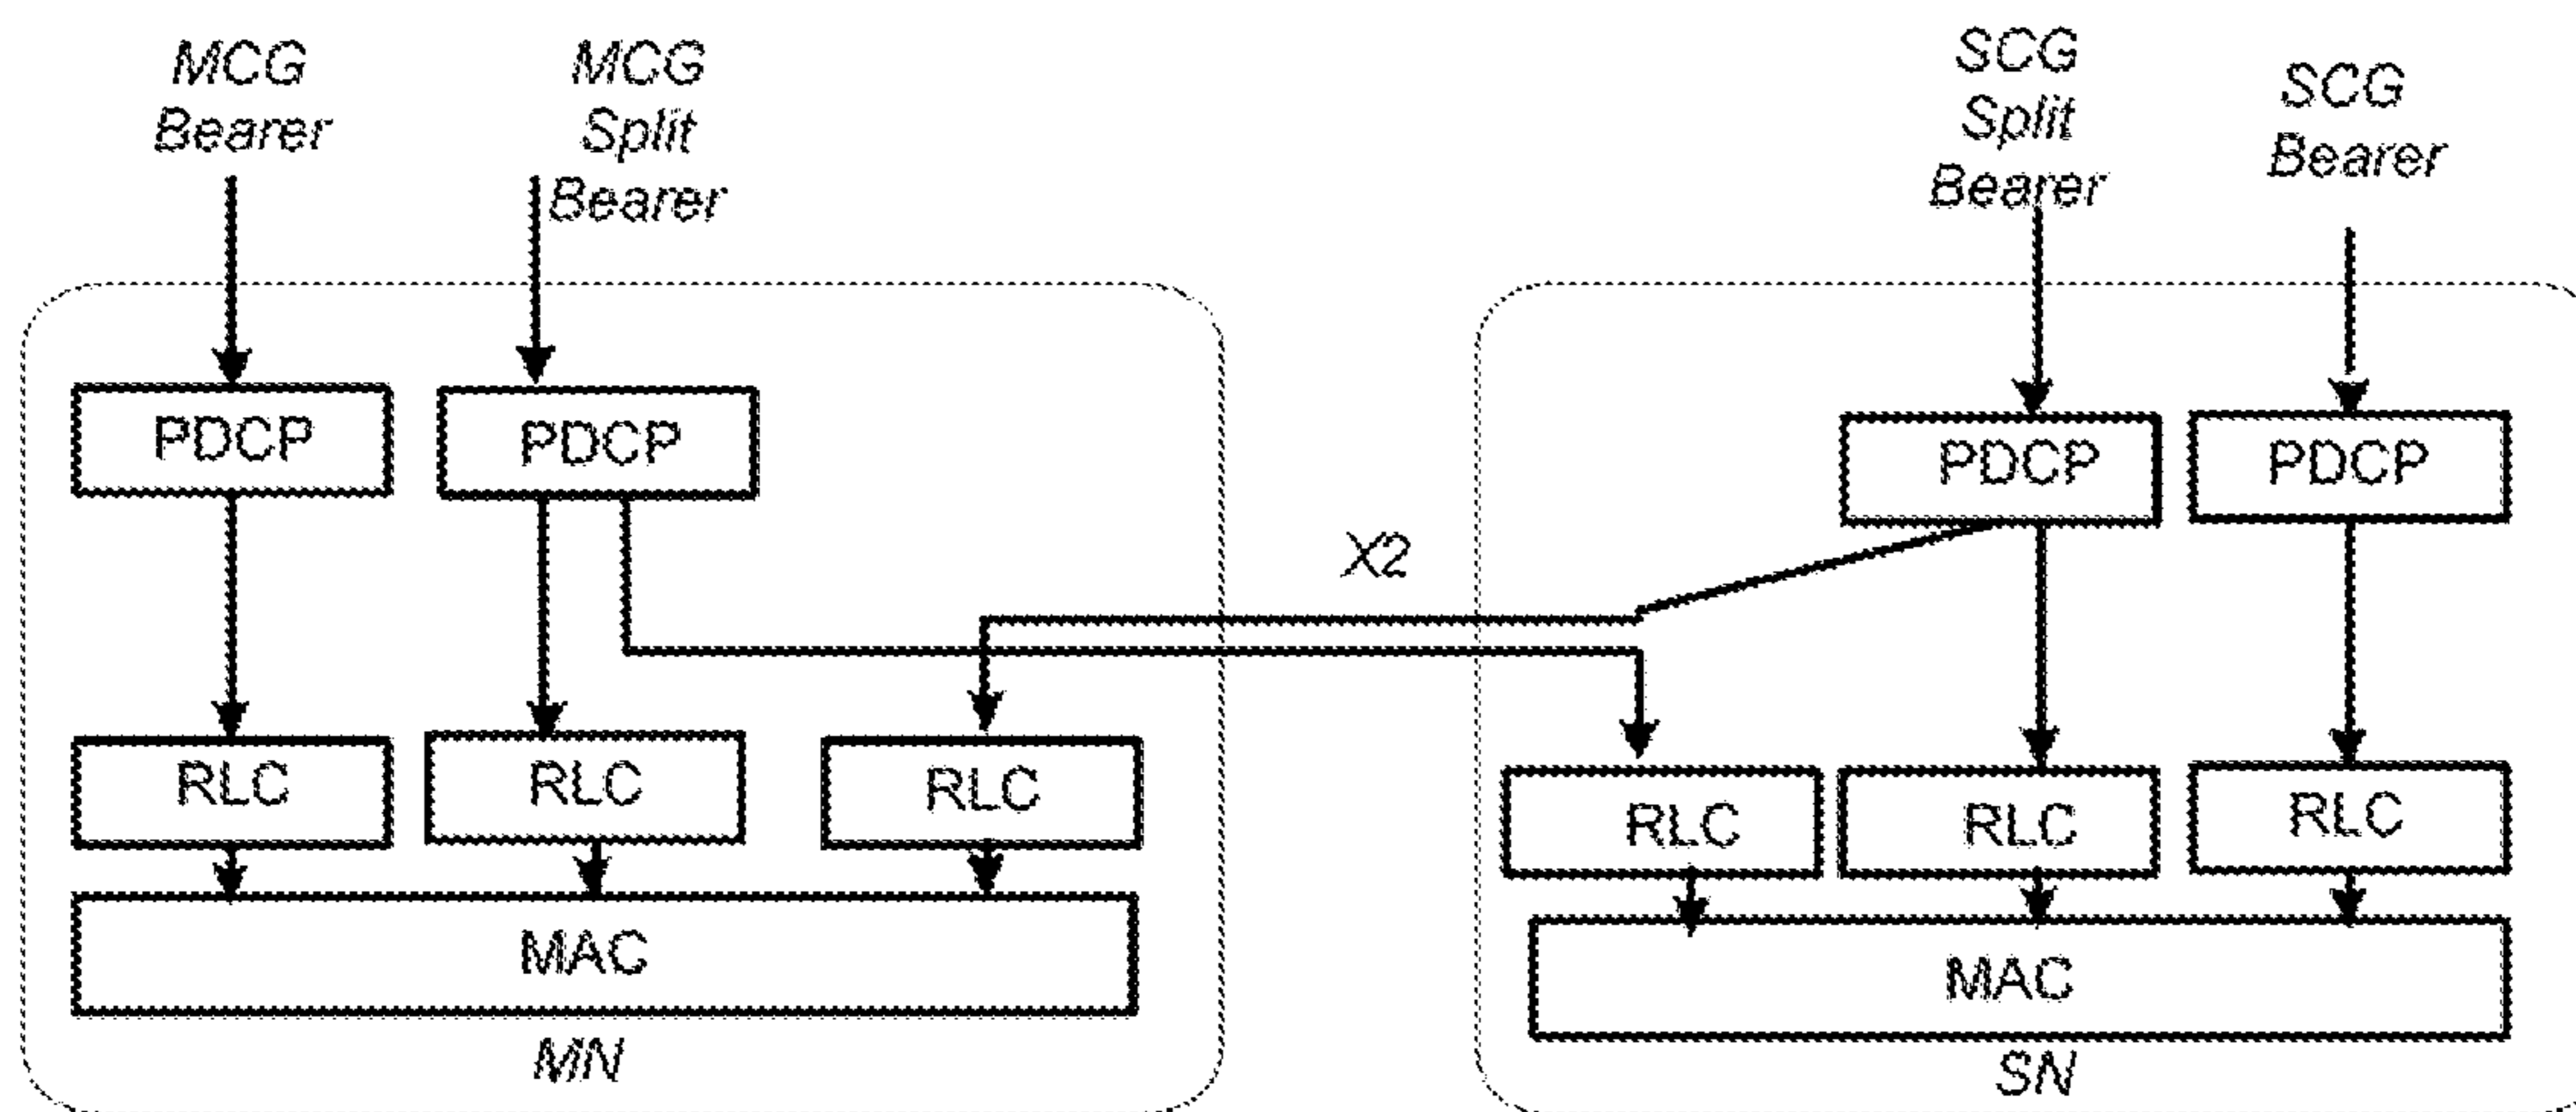 MCG
Bearer
MCG
Split
Bearer
SCG
Split
Bearer
SCG
Bearer
PDCP
PDCP
PDCP
PDCP
X2
RLC
RLC
RLC
RLC
RLC
RLC
MAC
MAC
MN
SN